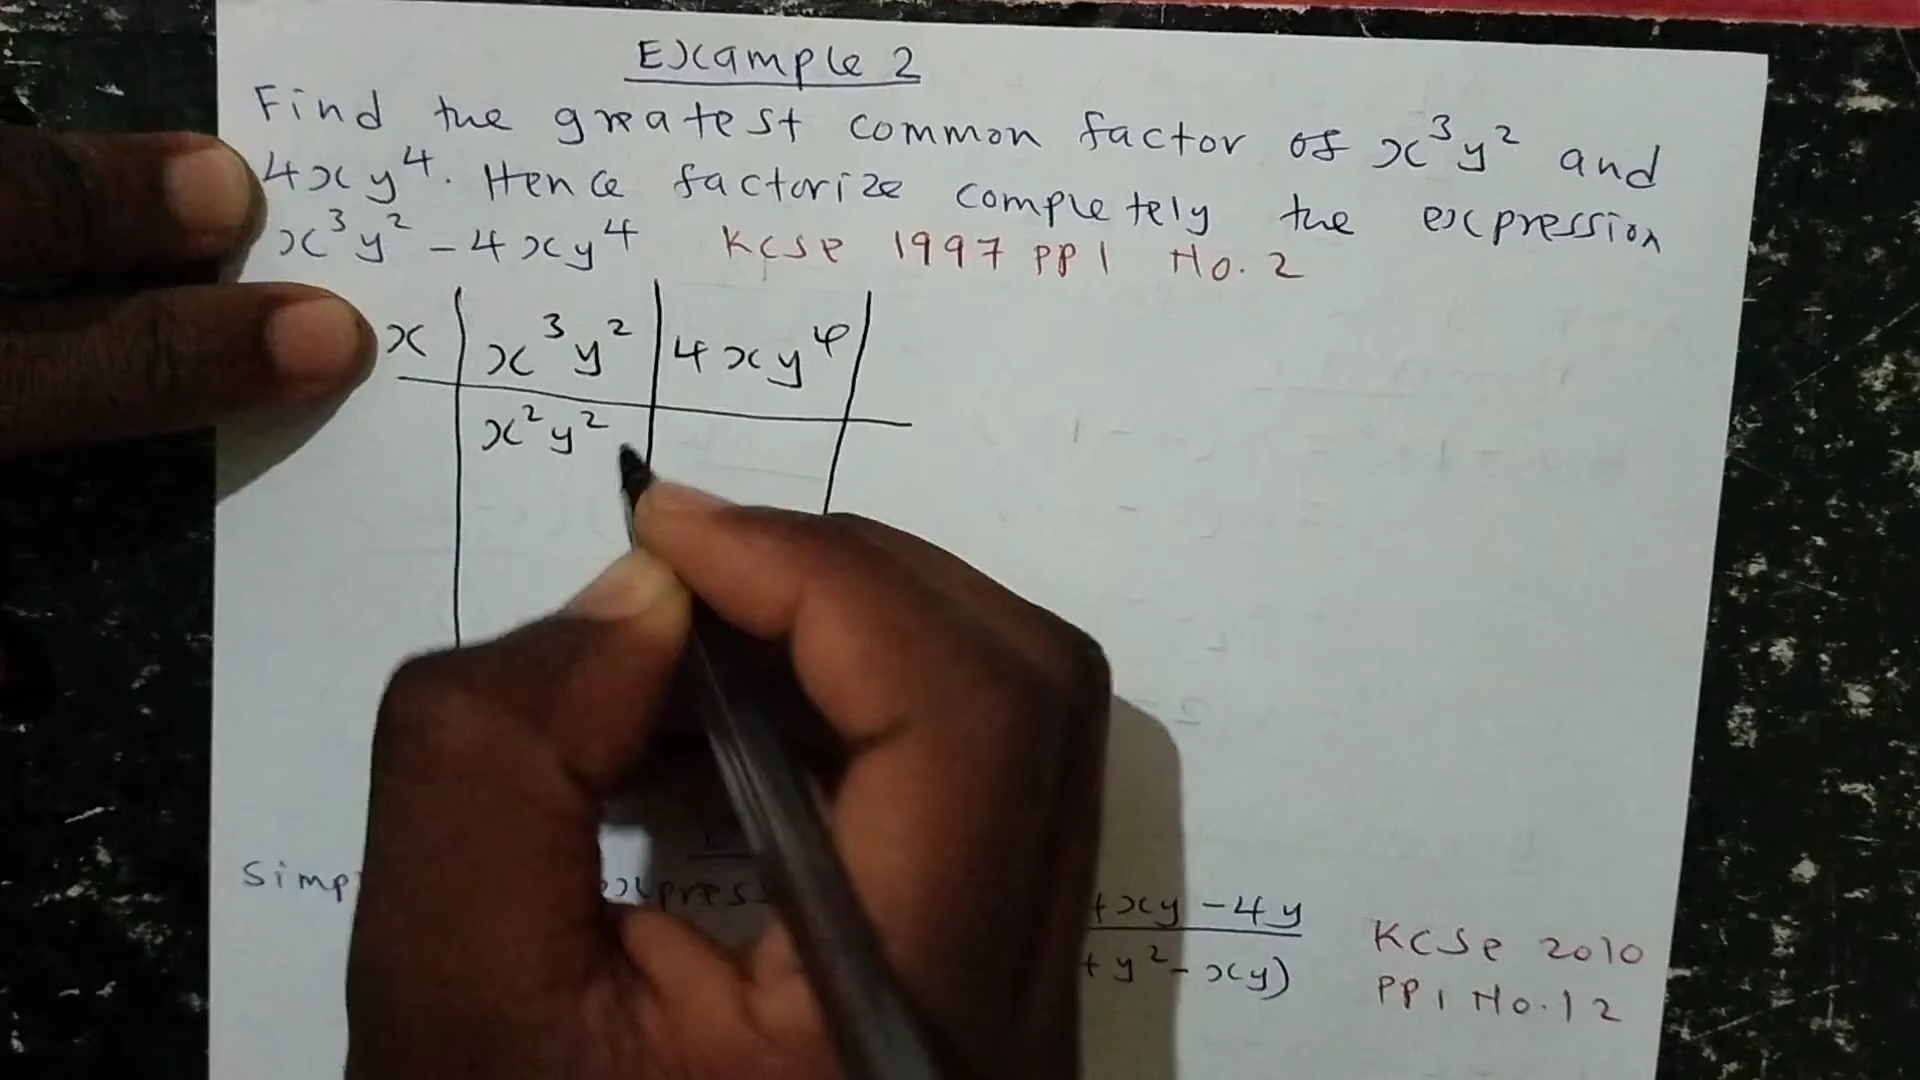 Example 2
Find the greatest common factor of x³y² and
4xy⁴. Hence factorize completely the expression
x³y² - 4xy⁴ KCSE 1997 PP1 No. 2
x | x³y² | 4xy⁴ |
x²y²
+xy - 4y
+ y² - xy)
KCSE 2010
PP1 No. 12